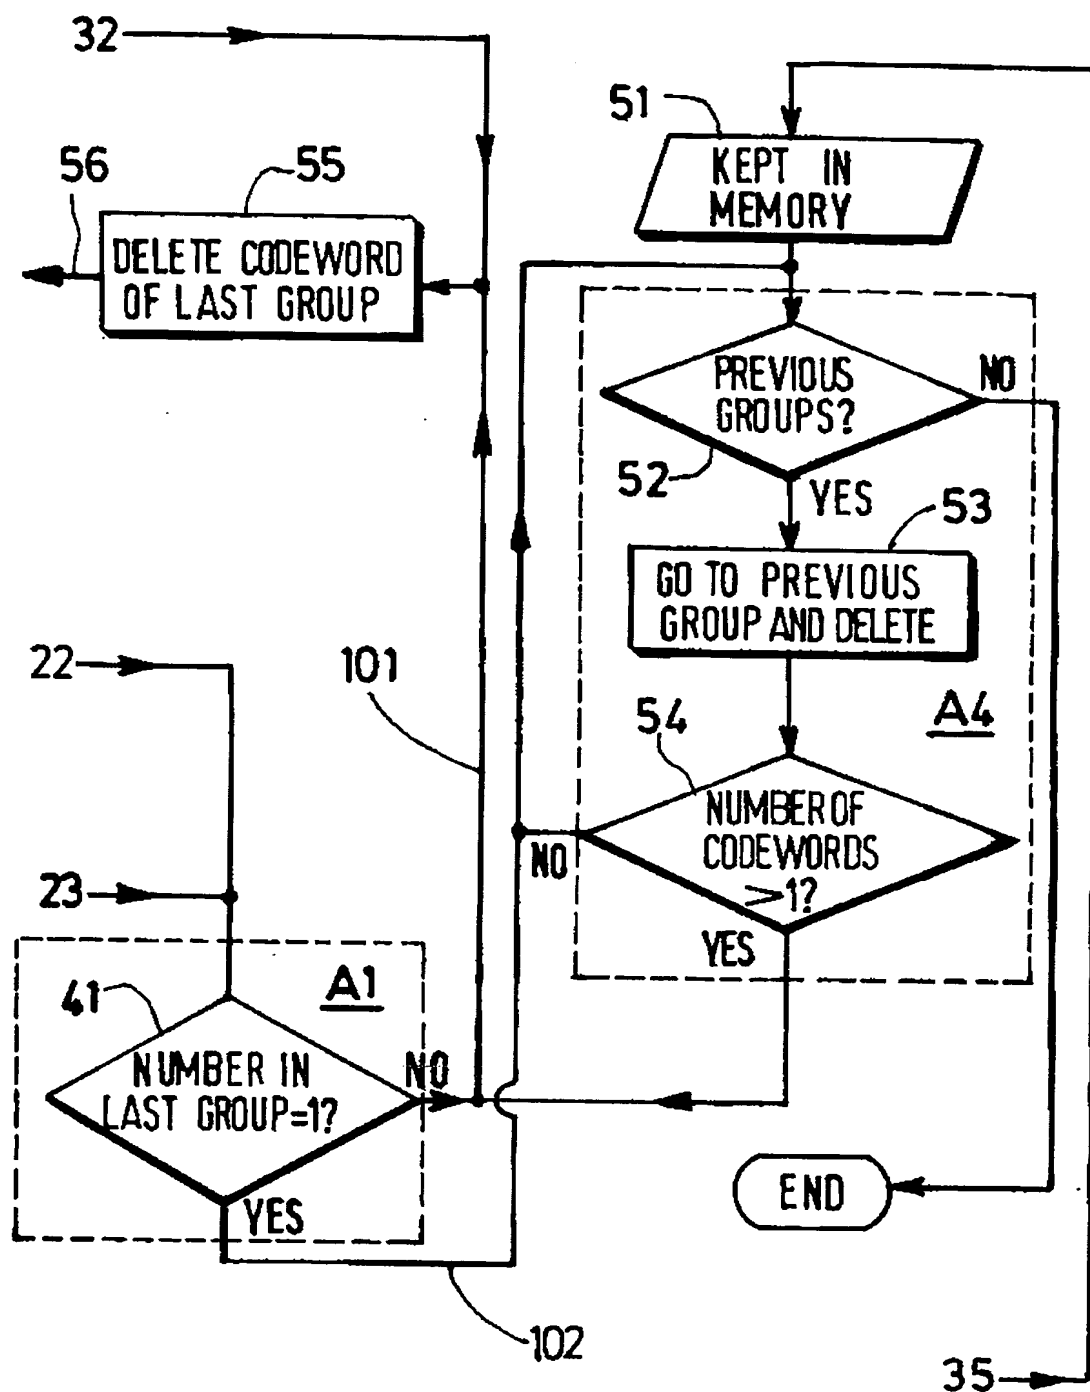 32
51
KEPT IN
MEMORY
56
55
DELETE CODEWORD
OF LAST GROUP
PREVIOUS
GROUPS?
NO
52
YES
53
GO TO PREVIOUS
GROUP AND DELETE
22
101
54
A4
NUMBER OF
CODEWORDS
>1?
NO
YES
23
A1
41
NUMBER IN
LAST GROUP=1?
NO
YES
END
102
35